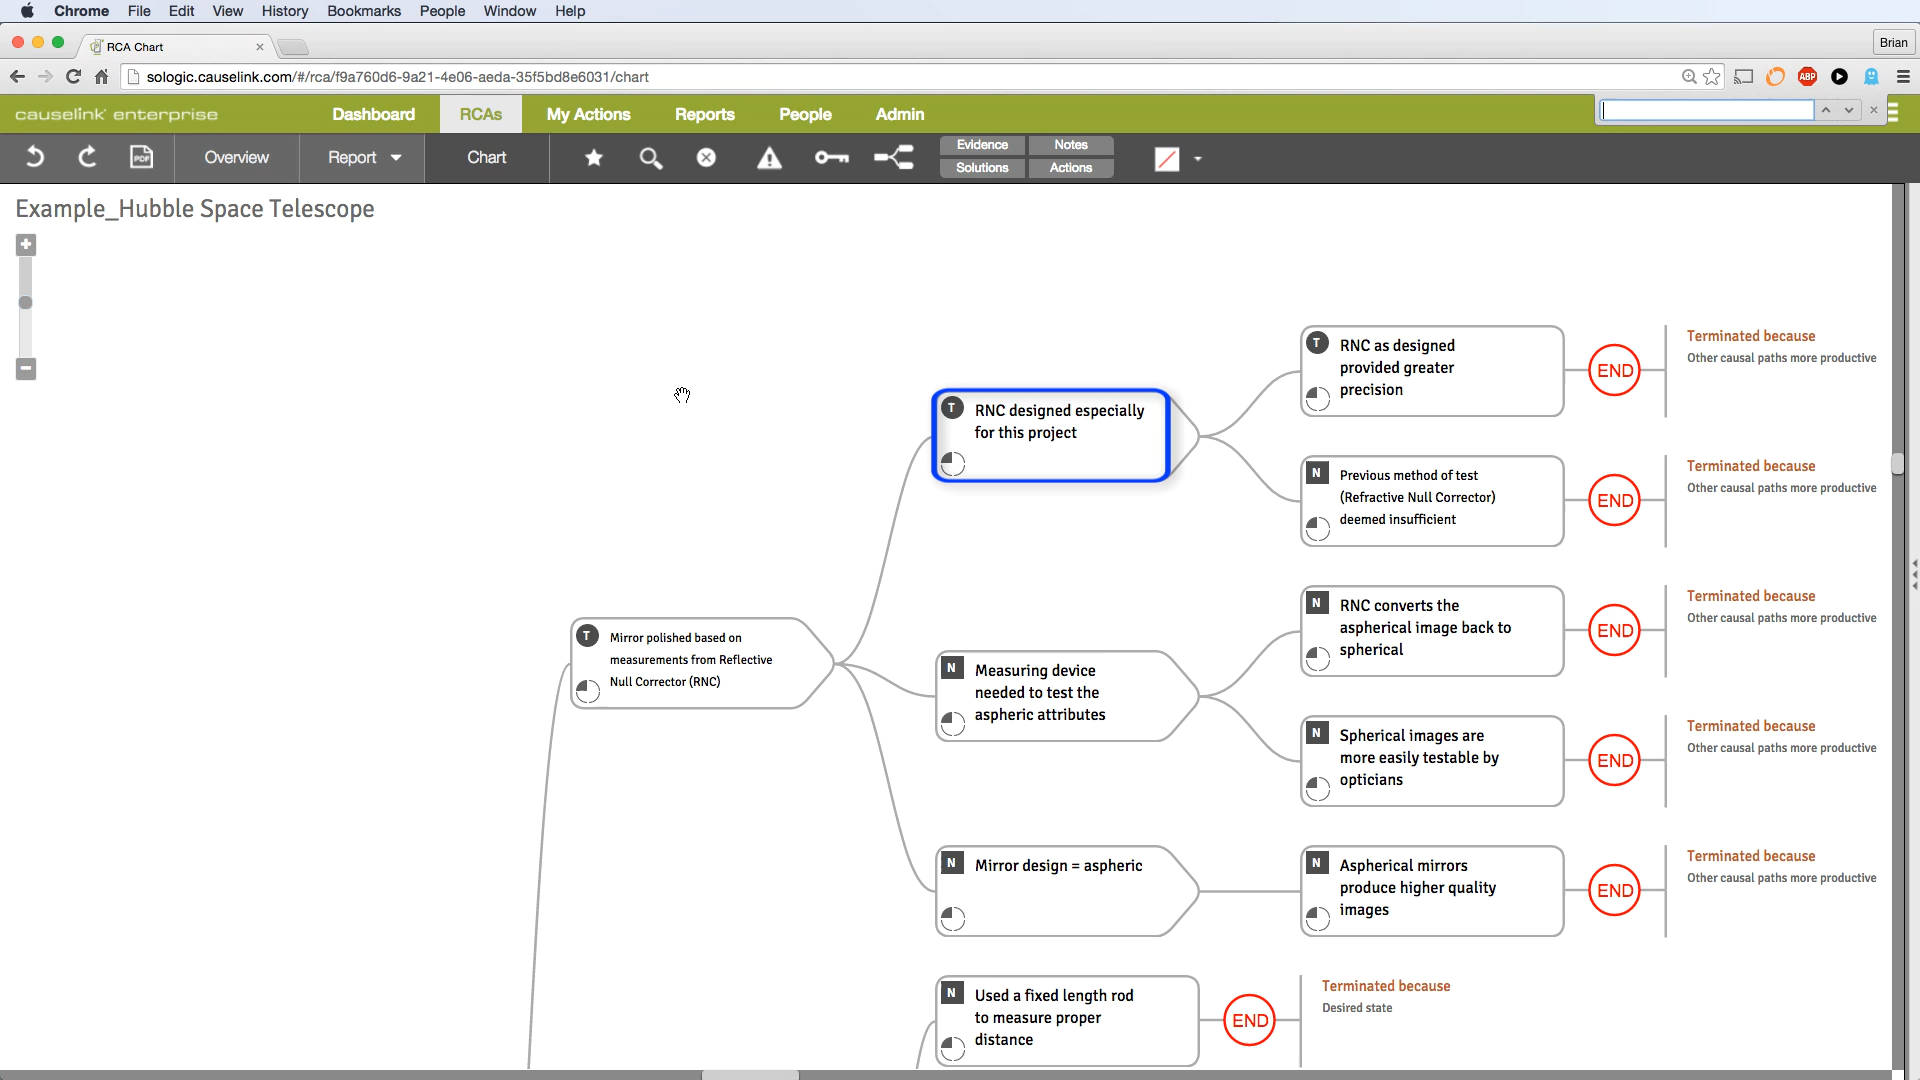 Chrome File Edit View History Bookmarks People Window Help
RCA Chart
Brian
sologic.causelink.com/#/rca/f9a760d6-9a21-4e06-aeda-35f5bd8e6031/chart
ABP
causelink enterprise
Dashboard RCAs My Actions Reports People Admin
PDF
Overview Report Chart
Evidence Notes
Solutions Actions
Example_Hubble Space Telescope
T
Mirror polished based on
measurements from Reflective
Null Corrector (RNC)
T
RNC designed especially
for this project
T
RNC as designed
provided greater
precision
END
Terminated because
Other causal paths more productive
N
Previous method of test
(Refractive Null Corrector)
deemed insufficient
END
Terminated because
Other causal paths more productive
N
Measuring device
needed to test the
aspheric attributes
N
RNC converts the
aspherical image back to
spherical
END
Terminated because
Other causal paths more productive
N
Spherical images are
more easily testable by
opticians
END
Terminated because
Other causal paths more productive
N
Mirror design = aspheric
N
Aspherical mirrors
produce higher quality
images
END
Terminated because
Other causal paths more productive
N
Used a fixed length rod
to measure proper
distance
END
Terminated because
Desired state